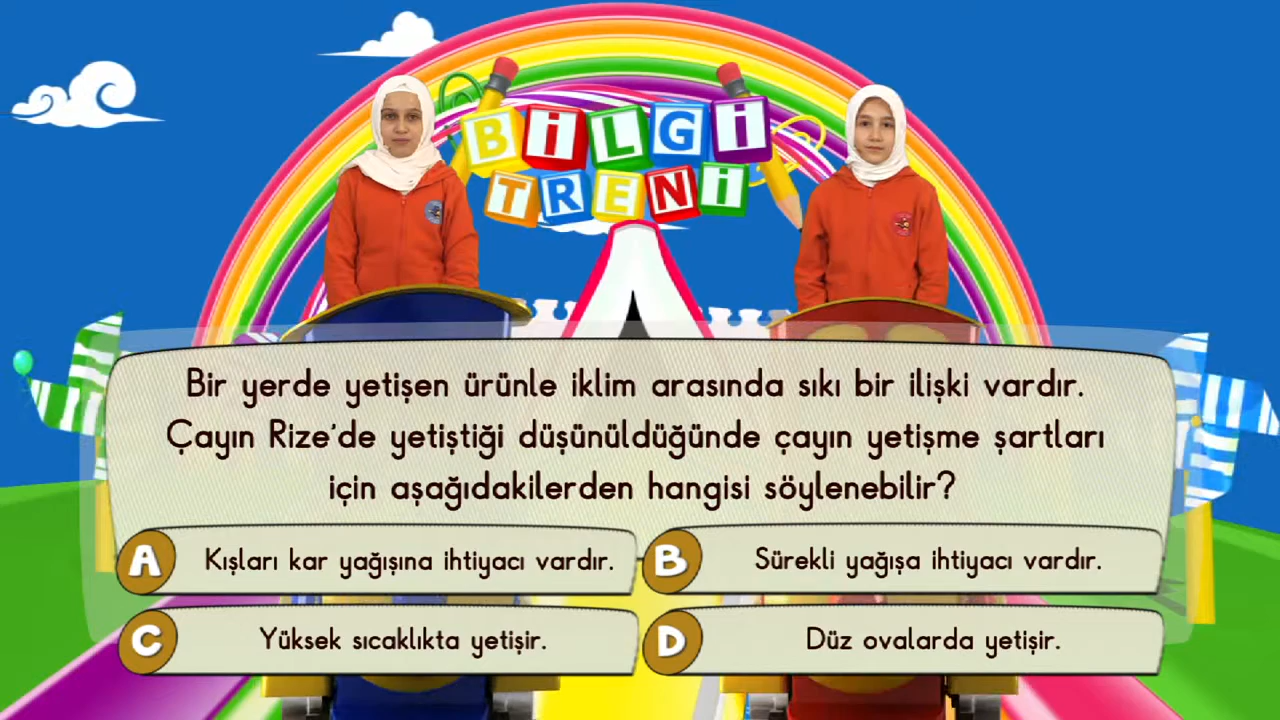 BİLGİ
TRENİ
Bir yerde yetişen ürünle iklim arasında sıkı bir ilişki vardır.
Çayın Rize'de yetiştiği düşünüldüğünde çayın yetişme şartları
için aşağıdakilerden hangisi söylenebilir?
A Kışları kar yağışına ihtiyacı vardır.
B Sürekli yağışa ihtiyacı vardır.
C Yüksek sıcaklıkta yetişir.
D Düz ovalarda yetişir.